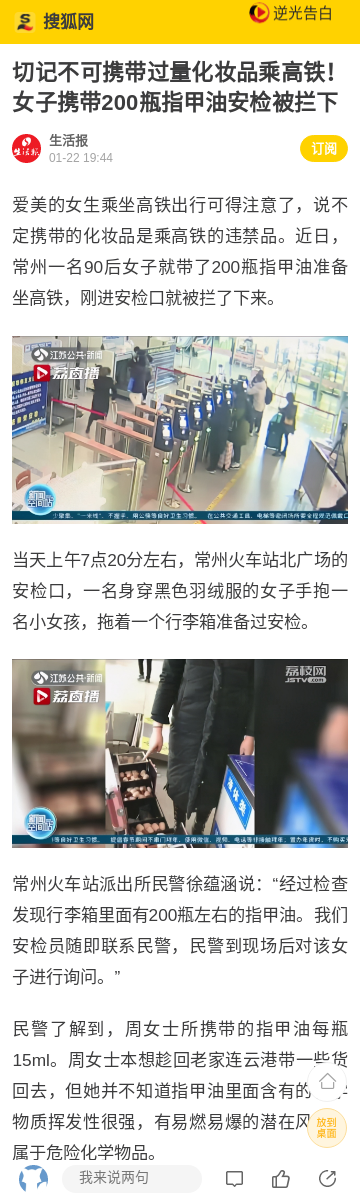 搜狐网
逆光告白
切记不可携带过量化妆品乘高铁！
女子携带200瓶指甲油安检被拦下
生活报
生活报
01-22 19:44
订阅
爱美的女生乘坐高铁出行可得注意了，说不
定携带的化妆品是乘高铁的违禁品。近日，
常州一名90后女子就带了200瓶指甲油准备
坐高铁，刚进安检口就被拦了下来。
江苏公共·新闻
荔直播
新闻
空间站
当天上午7点20分左右，常州火车站北广场的
安检口，一名身穿黑色羽绒服的女子手抱一
名小女孩，拖着一个行李箱准备过安检。
江苏公共·新闻
荔直播
荔枝网
JSTV.com
新闻
空间站
常州火车站派出所民警徐蕴涵说：“经过检查
发现行李箱里面有200瓶左右的指甲油。我们
安检员随即联系民警，民警到现场后对该女
子进行询问。”
民警了解到，周女士所携带的指甲油每瓶
15ml。周女士本想趁回老家连云港带一些货
回去，但她并不知道指甲油里面含有的
物质挥发性很强，有易燃易爆的潜在风
属于危险化学物品。
放到
桌面
我来说两句